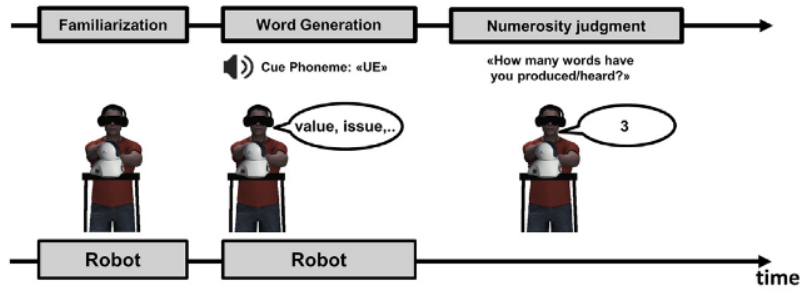 Familiarization
Word Generation
Numerosity judgment
Cue Phoneme: «UE»
«How many words have
you produced/heard?»
value, issue,..
3
Robot
Robot
time